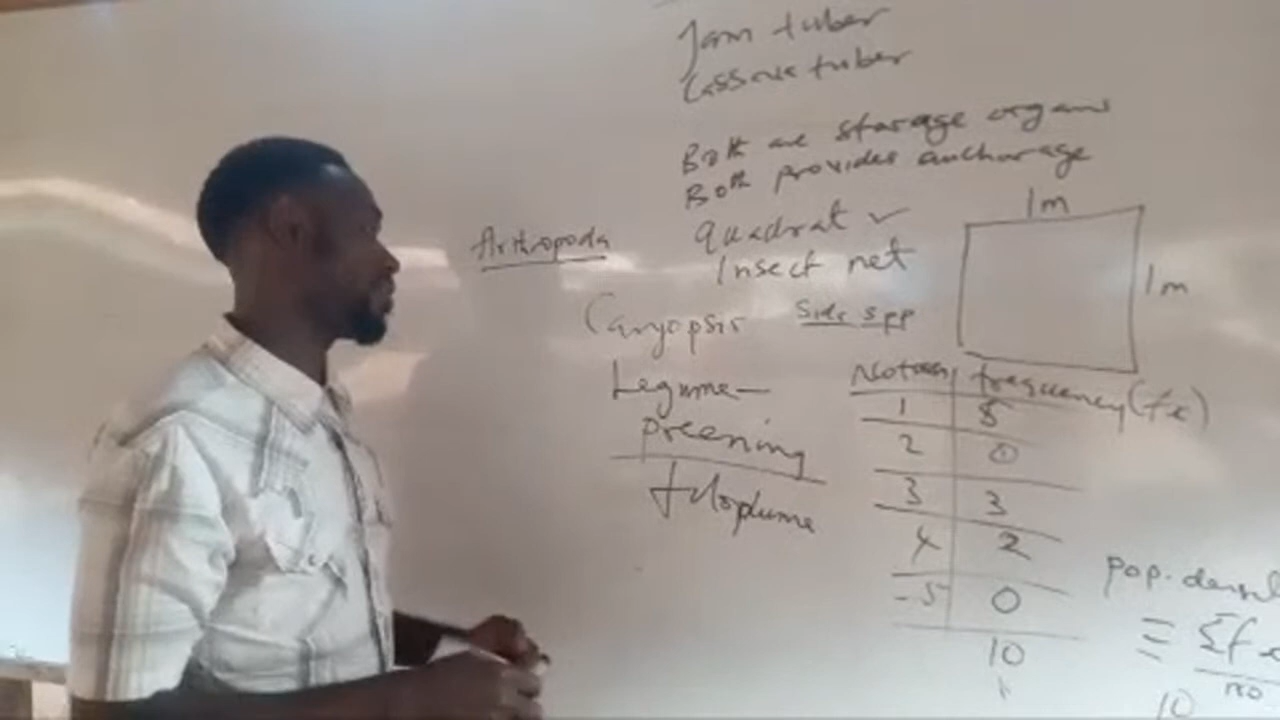 Yam tuber
Cassava tuber
Both are storage organs
Both provides anchorage
Quadrat ✓
Insect net
Arthropoda
Caryopsis
Sida spp
Legume —
Preening
1m
1m
frequency (fx)
1 5
2 0
3 3
4 2
5 0
10
pop. densi
= Σfx
no
10